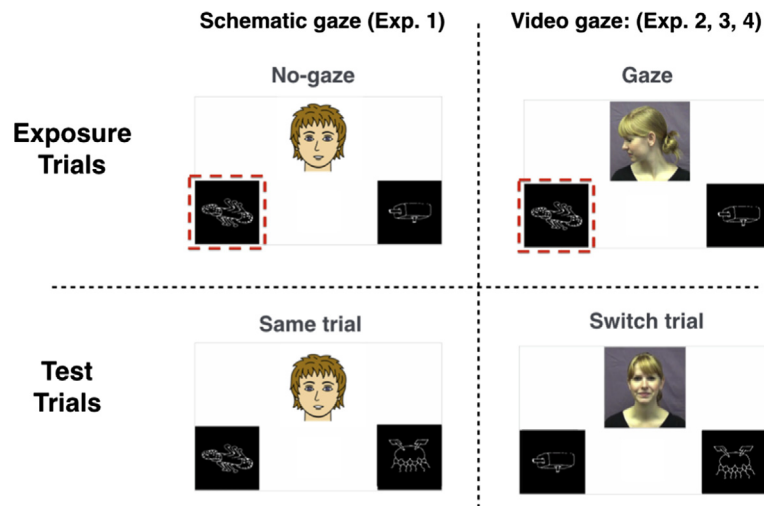 Schematic gaze (Exp. 1)
Video gaze: (Exp. 2, 3, 4)
No-gaze
Gaze
Exposure
Trials
Same trial
Switch trial
Test
Trials